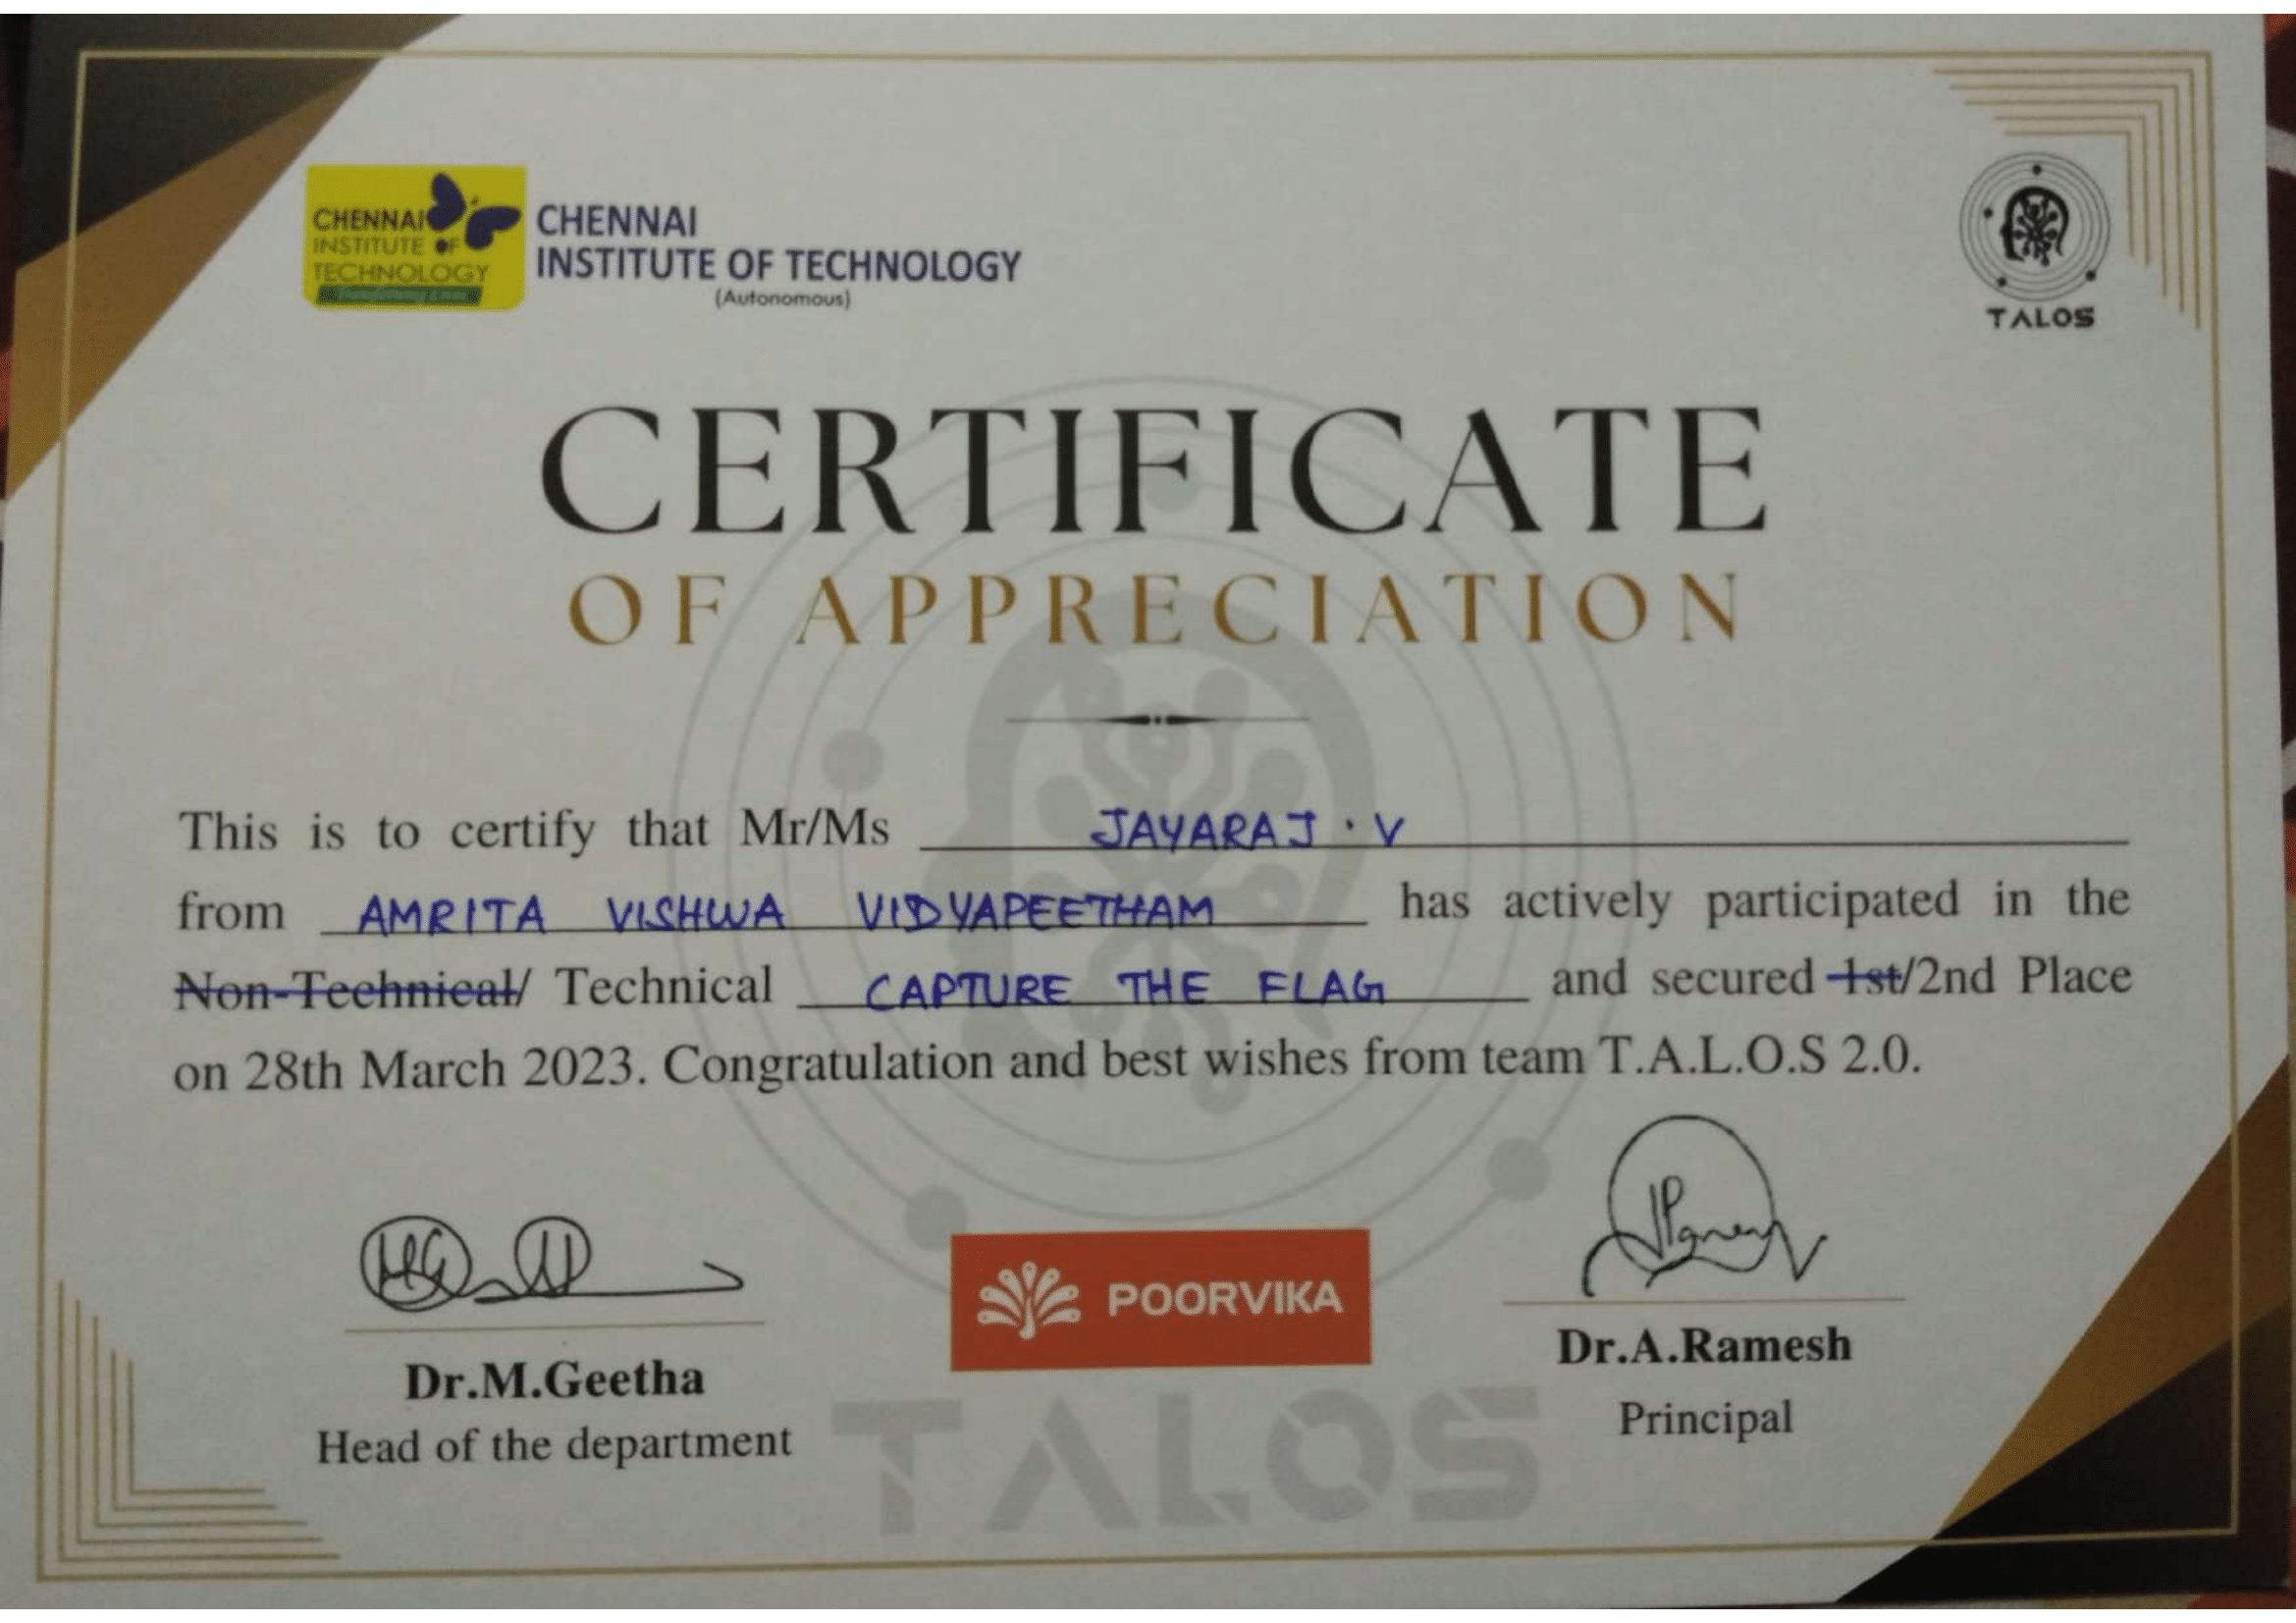 CHENNAI
INSTITUTE OF
TECHNOLOGY
CHENNAI
INSTITUTE OF TECHNOLOGY
(Autonomous)
TALOS
CERTIFICATE
OF APPRECIATION
This is to certify that Mr/Ms JAYARAJ . V
from AMRITA VISHWA VIDYAPEETHAM has actively participated in the
Non-Technical/ Technical CAPTURE THE FLAG and secured 1st/2nd Place
on 28th March 2023. Congratulation and best wishes from team T.A.L.O.S 2.0.
POORVIKA
Dr.M.Geetha
Head of the department
Dr.A.Ramesh
Principal
TALOS